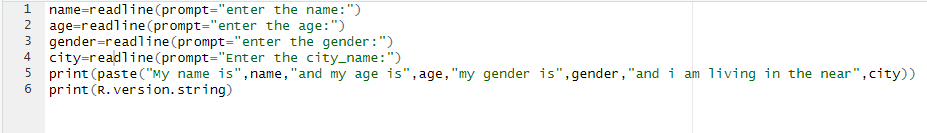 1 name=readline(prompt="enter the name:")
2 age=readline(prompt="enter the age:")
3 gender=readline(prompt="enter the gender:")
4 city=readline(prompt="Enter the city_name:")
5 print(paste("My name is",name,"and my age is",age,"my gender is",gender,"and i am living in the near",city))
6 print(R.version.string)